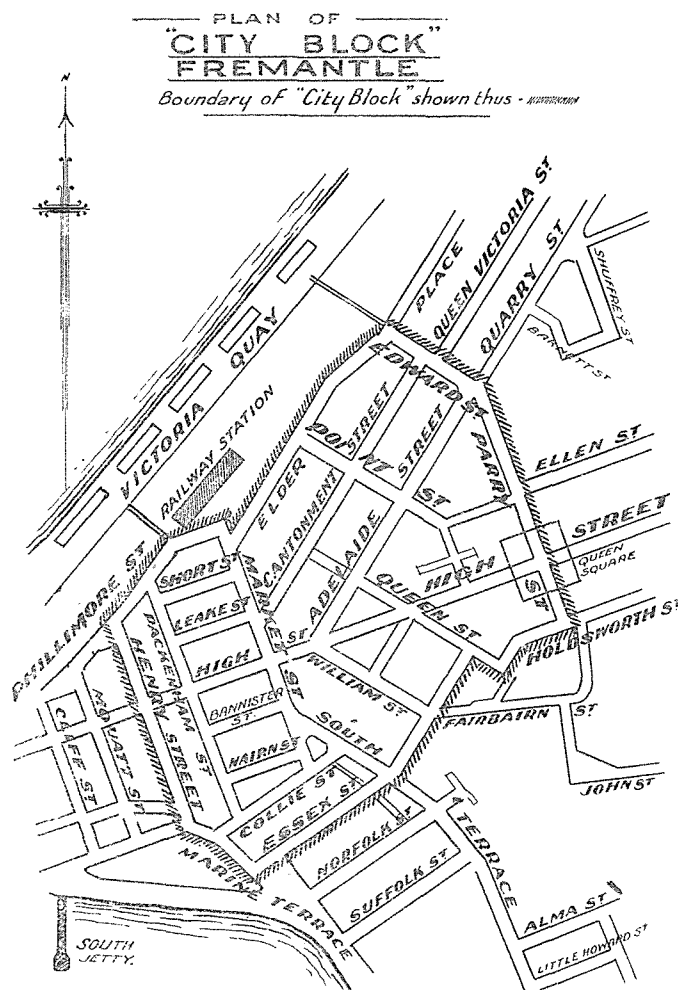 PLAN OF
"CITY BLOCK"
FREMANTLE
Boundary of "City Block" shown thus -
N
PLACE
QUEEN VICTORIA ST
QUARRY ST
SHUFFREY ST
BARNETT ST
VICTORIA QUAY
RAILWAY STATION
EDWARD ST
POINT ST
STREET
STREET
PARRY ST
ELLEN ST
ELDER
CANTONMENT
ADELAIDE
HIGH STREET
QUEEN SQUARE
QUEEN ST
HOLDSWORTH ST
PHILLIMORE ST
SHORT ST
MARKET ST
LEAKE ST
HIGH ST
PACKENHAM ST
HENRY STREET
BANNISTER ST.
WILLIAM ST
SOUTH
NAIRN ST
FAIRBAIRN ST
JOHN ST
CLIFF ST
MOUATT ST
COLLIE ST
ESSEX ST
NORFOLK ST
SUFFOLK ST
TERRACE
MARINE TERRACE
ALMA ST
LITTLE HOWARD ST
SOUTH
JETTY.